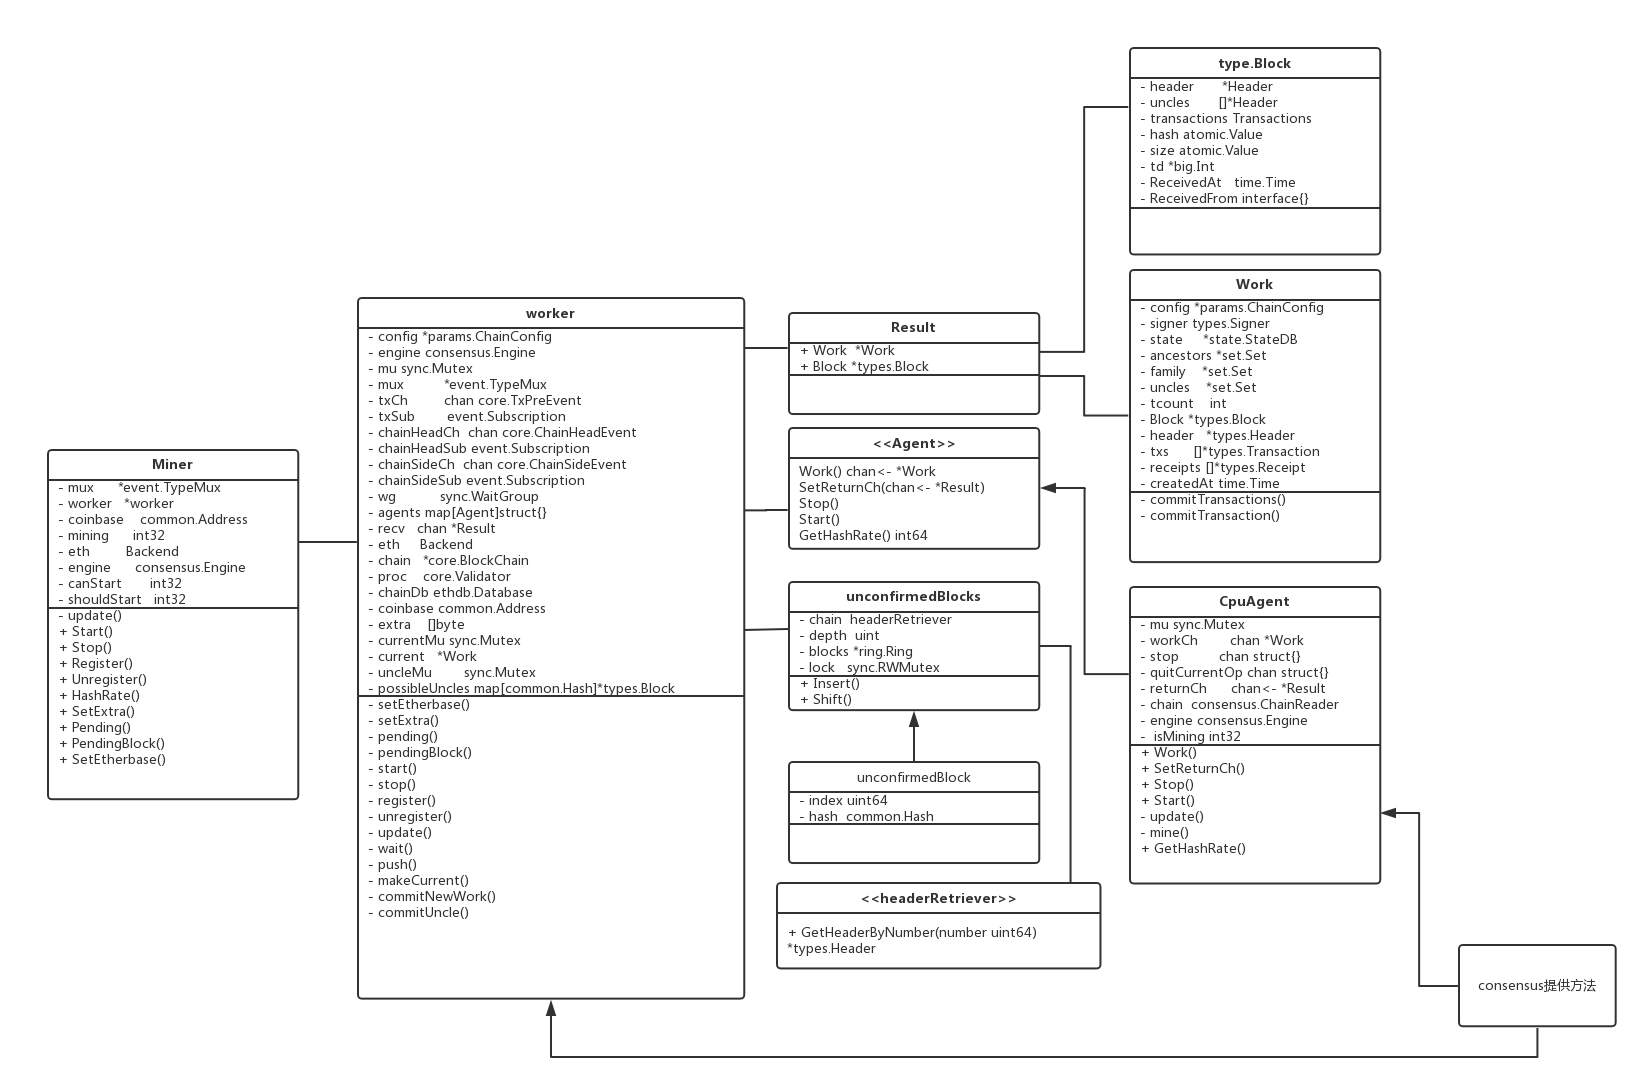 Miner
- mux *event.TypeMux
- worker *worker
- coinbase common.Address
- mining int32
- eth Backend
- engine consensus.Engine
- canStart int32
- shouldStart int32
- update()
+ Start()
+ Stop()
+ Register()
+ Unregister()
+ HashRate()
+ SetExtra()
+ Pending()
+ PendingBlock()
+ SetEtherbase()
worker
- config *params.ChainConfig
- engine consensus.Engine
- mu sync.Mutex
- mux *event.TypeMux
- txCh chan core.TxPreEvent
- txSub event.Subscription
- chainHeadCh chan core.ChainHeadEvent
- chainHeadSub event.Subscription
- chainSideCh chan core.ChainSideEvent
- chainSideSub event.Subscription
- wg sync.WaitGroup
- agents map[Agent]struct{}
- recv chan *Result
- eth Backend
- chain *core.BlockChain
- proc core.Validator
- chainDb ethdb.Database
- coinbase common.Address
- extra []byte
- currentMu sync.Mutex
- current *Work
- uncleMu sync.Mutex
- possibleUncles map[common.Hash]*types.Block
- setEtherbase()
- setExtra()
- pending()
- pendingBlock()
- start()
- stop()
- register()
- unregister()
- update()
- wait()
- push()
- makeCurrent()
- commitNewWork()
- commitUncle()
Result
+ Work *Work
+ Block *types.Block
<<Agent>>
Work() chan<- *Work
SetReturnCh(chan<- *Result)
Stop()
Start()
GetHashRate() int64
unconfirmedBlocks
- chain headerRetriever
- depth uint
- blocks *ring.Ring
- lock sync.RWMutex
+ Insert()
+ Shift()
unconfirmedBlock
- index uint64
- hash common.Hash
<<headerRetriever>>
+ GetHeaderByNumber(number uint64)
*types.Header
type.Block
- header *Header
- uncles []*Header
- transactions Transactions
- hash atomic.Value
- size atomic.Value
- td *big.Int
- ReceivedAt time.Time
- ReceivedFrom interface{}
Work
- config *params.ChainConfig
- signer types.Signer
- state *state.StateDB
- ancestors *set.Set
- family *set.Set
- uncles *set.Set
- tcount int
- Block *types.Block
- header *types.Header
- txs []*types.Transaction
- receipts []*types.Receipt
- createdAt time.Time
- commitTransactions()
- commitTransaction()
CpuAgent
- mu sync.Mutex
- workCh chan *Work
- stop chan struct{}
- quitCurrentOp chan struct{}
- returnCh chan<- *Result
- chain consensus.ChainReader
- engine consensus.Engine
- isMining int32
+ Work()
+ SetReturnCh()
+ Stop()
+ Start()
- update()
- mine()
+ GetHashRate()
consensus提供方法